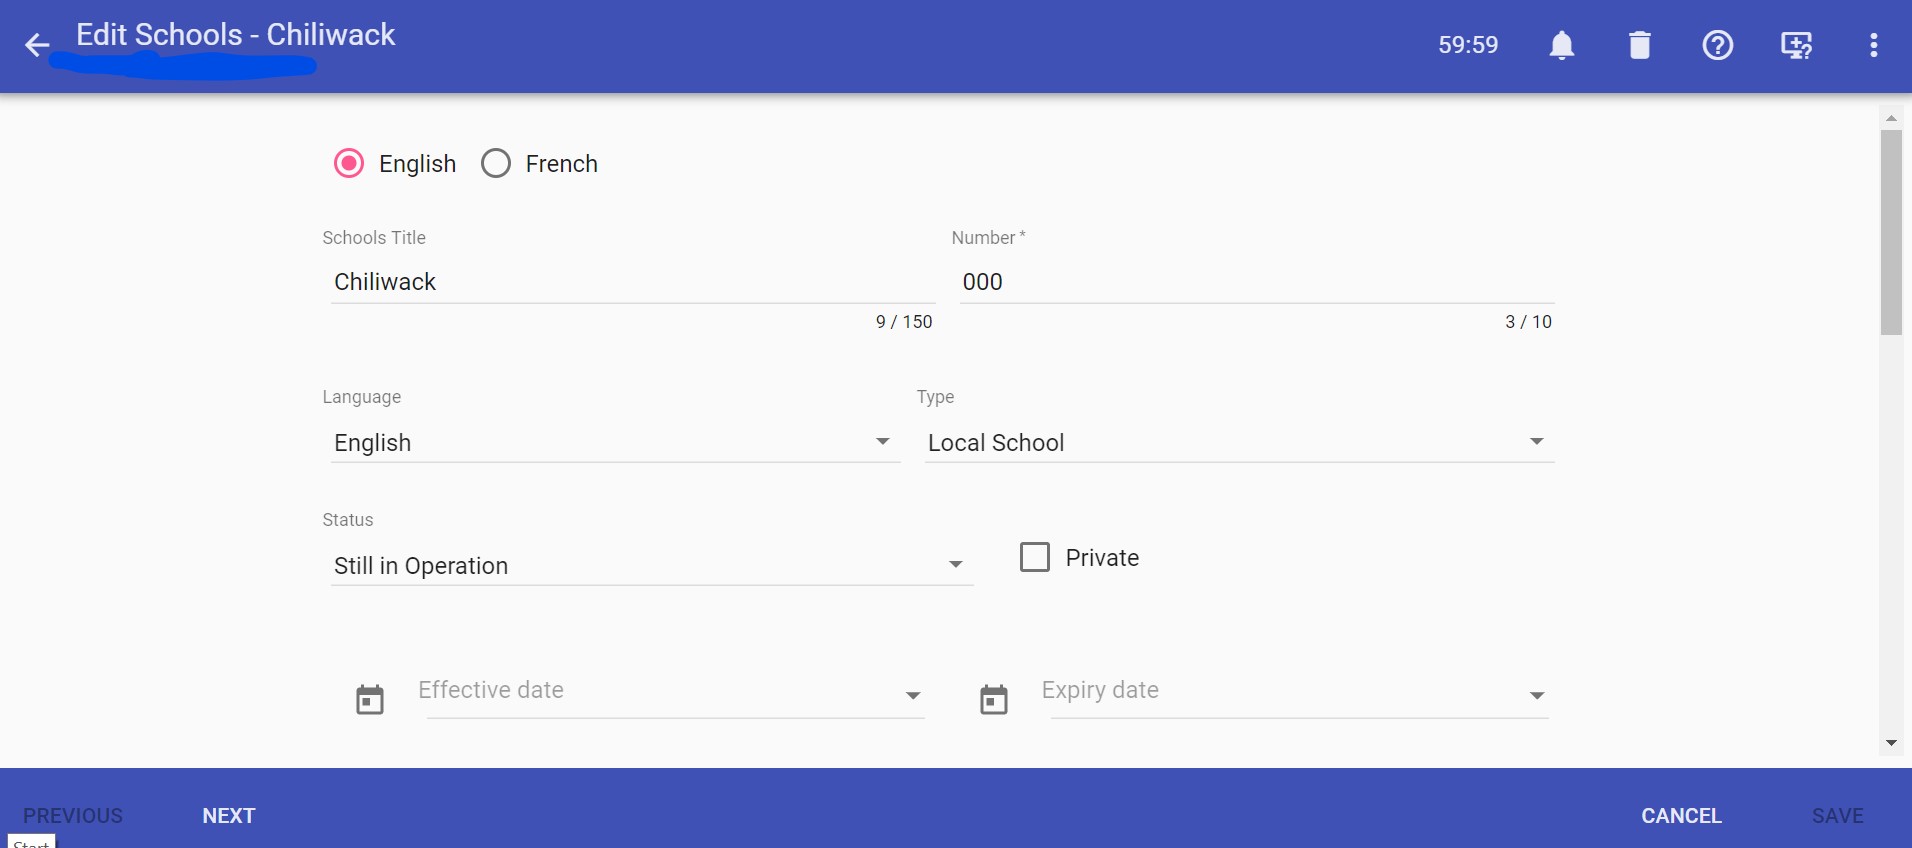 Edit Schools - Chiliwack
59:59
English French
Schools Title Number *
Chiliwack 000
9 / 150 3 / 10
Language Type
English Local School
Status
Still in Operation Private
Effective date Expiry date
PREVIOUS NEXT CANCEL SAVE
Start